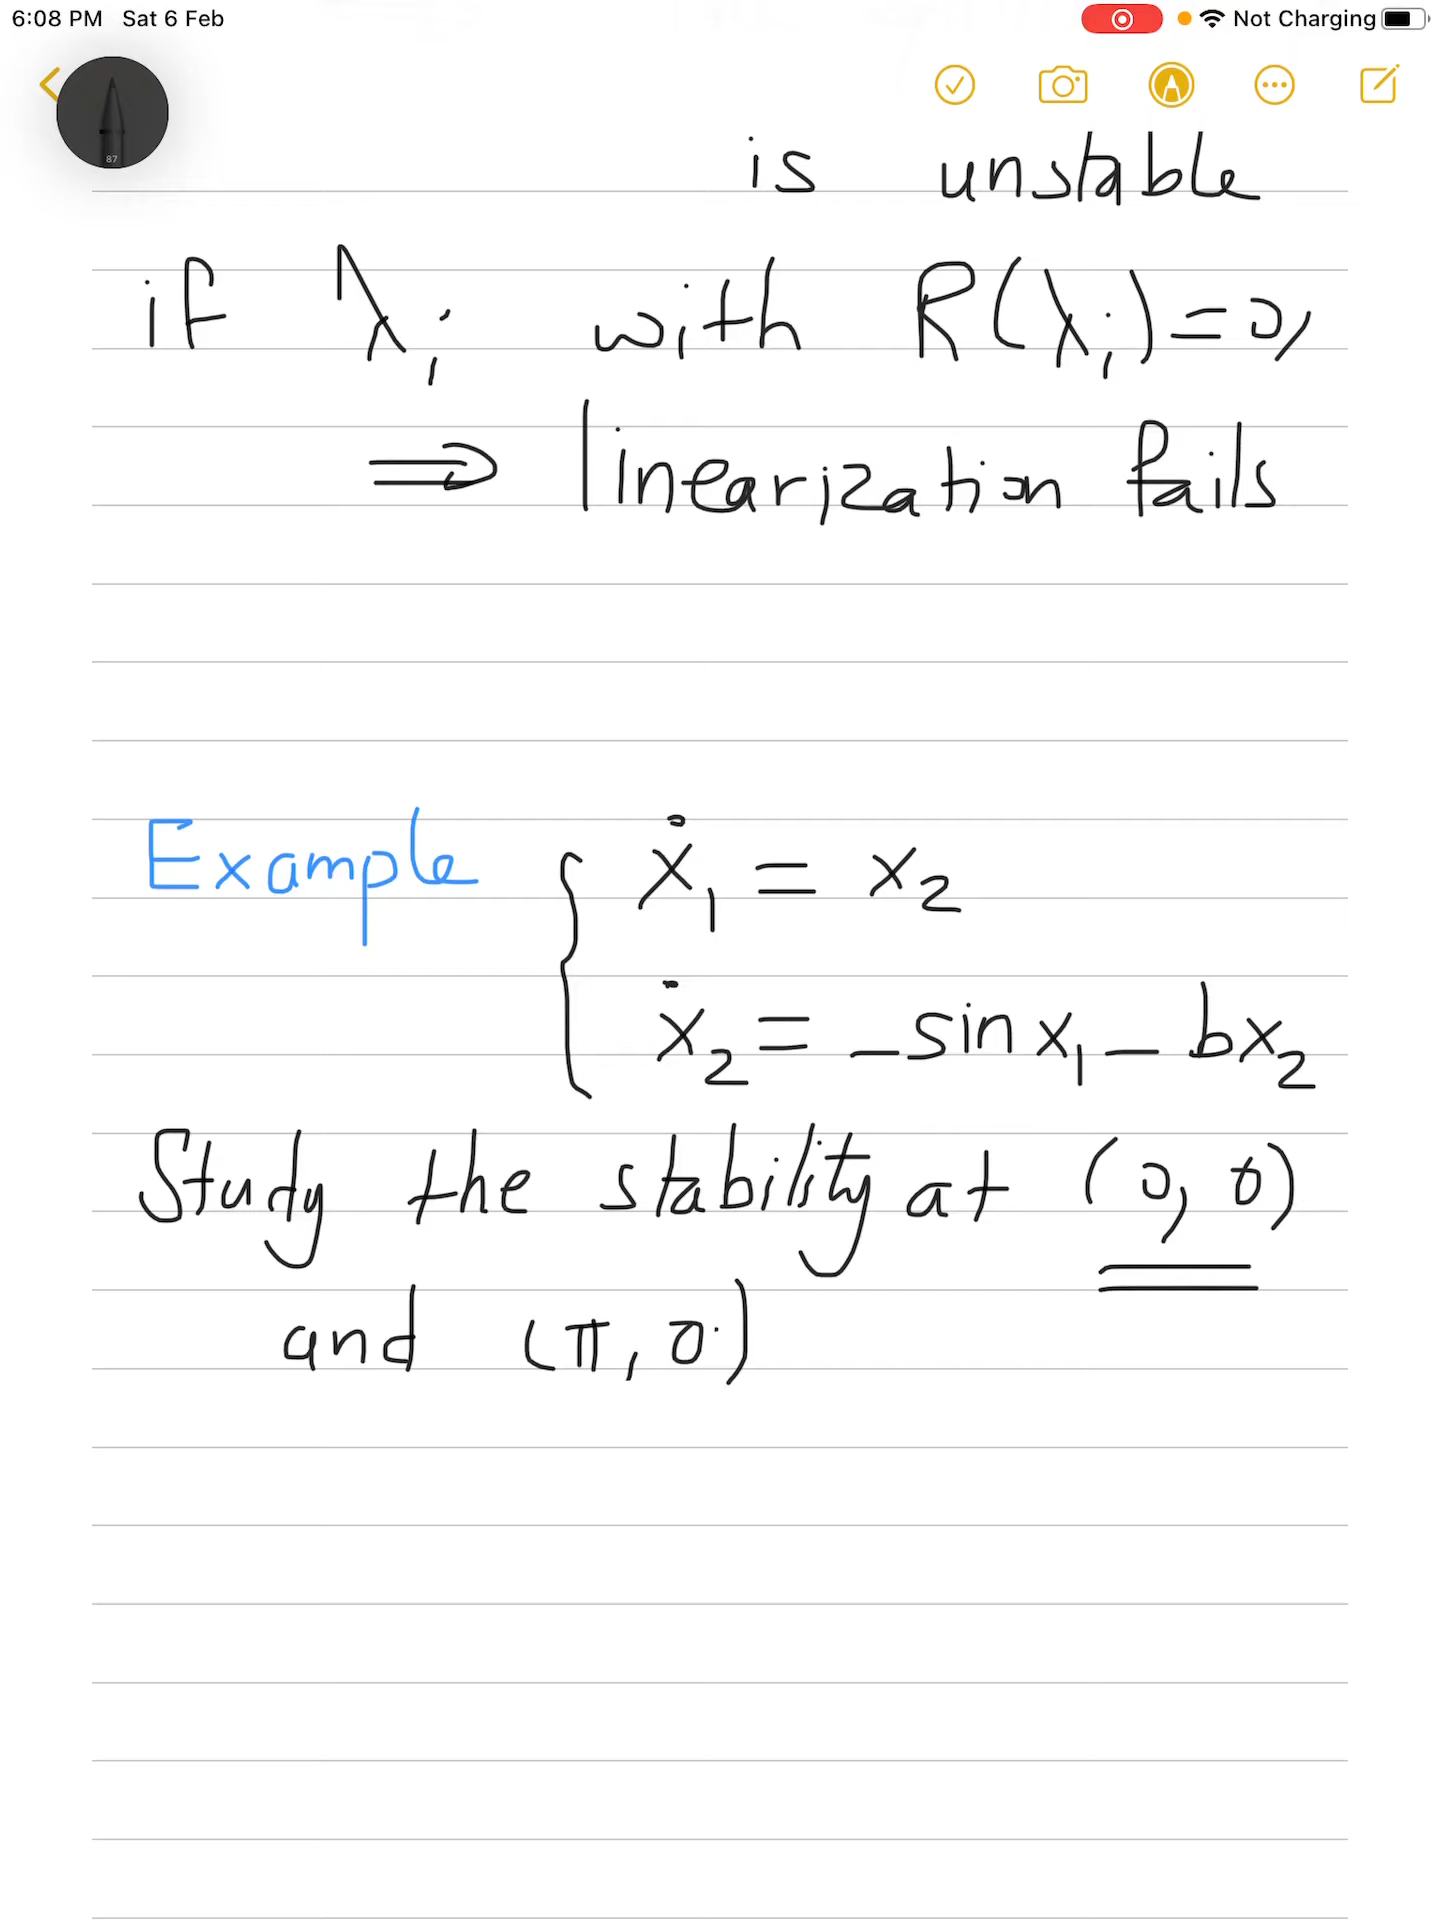 6:08 PM Sat 6 Feb Not Charging
87
is unstable
if λi with R(λi)=0,
⇒ linearization fails
Example { ẋ₁ = x₂
ẋ₂ = -sin x₁ - bx₂
Study the stability at (0, 0)
and (π, 0)